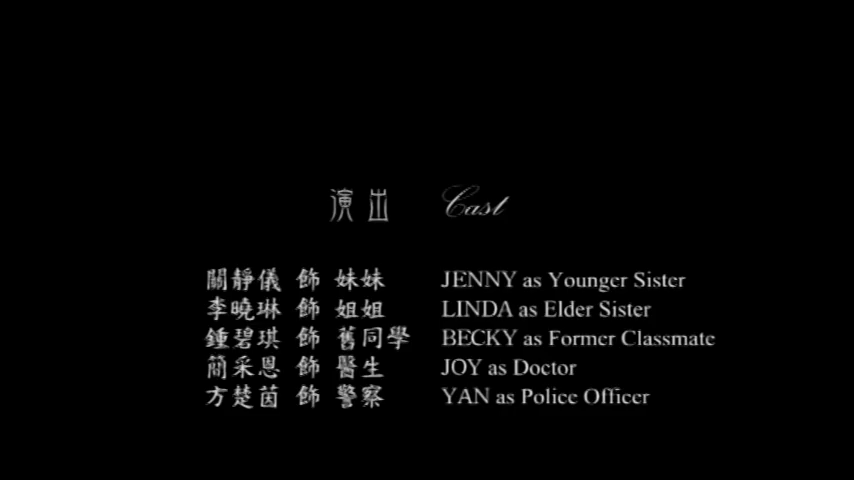 演出 Cast
關靜儀 飾 妹妹 JENNY as Younger Sister
李曉琳 飾 姐姐 LINDA as Elder Sister
鍾碧琪 飾 舊同學 BECKY as Former Classmate
簡采恩 飾 醫生 JOY as Doctor
方楚茵 飾 警察 YAN as Police Officer